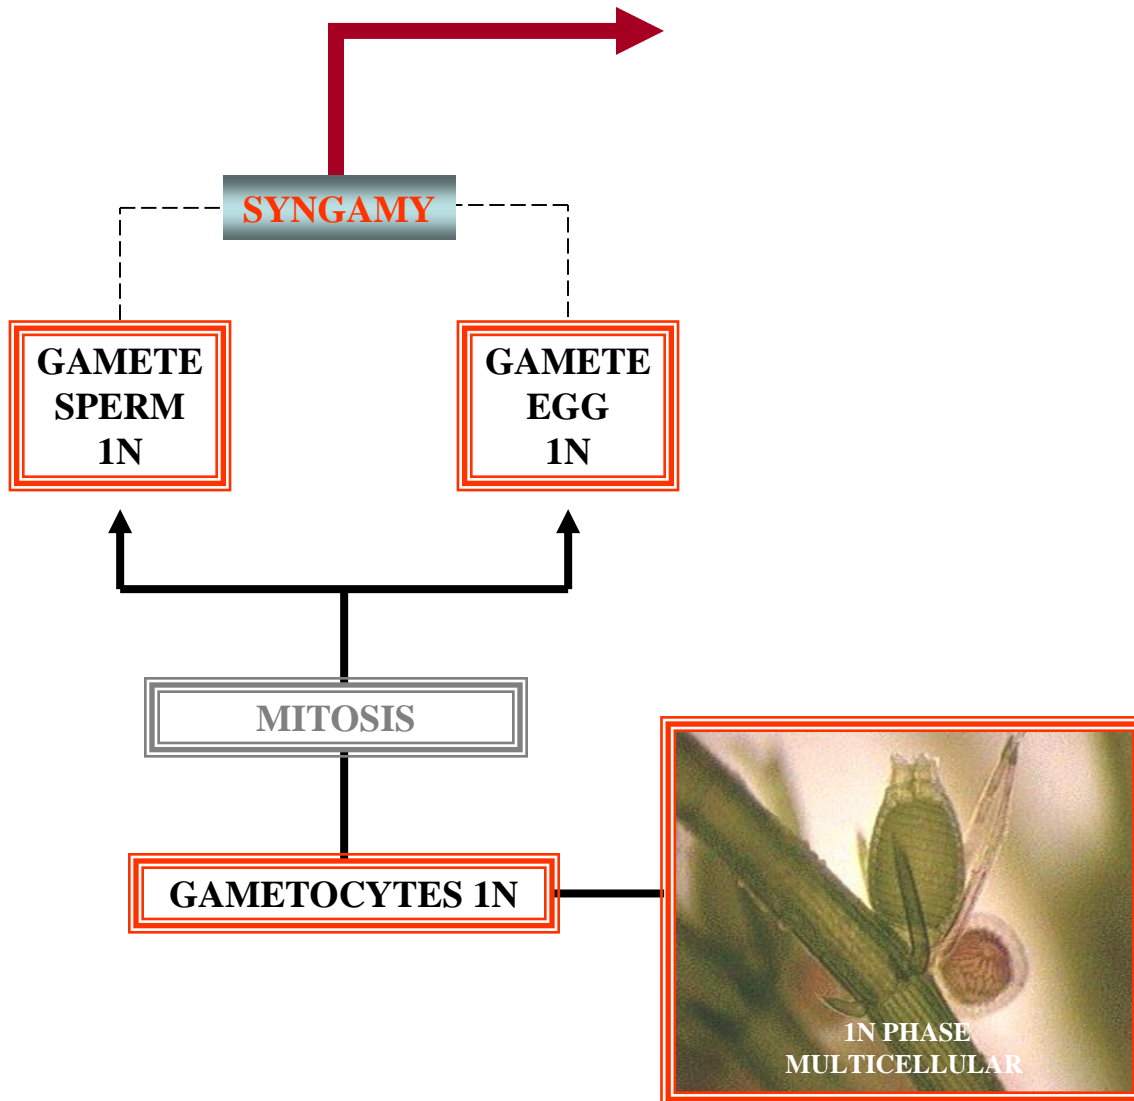 SYNGAMY
GAMETE
SPERM
1N
GAMETE
EGG
1N
MITOSIS
GAMETOCYTES 1N
1N PHASE
MULTICELLULAR